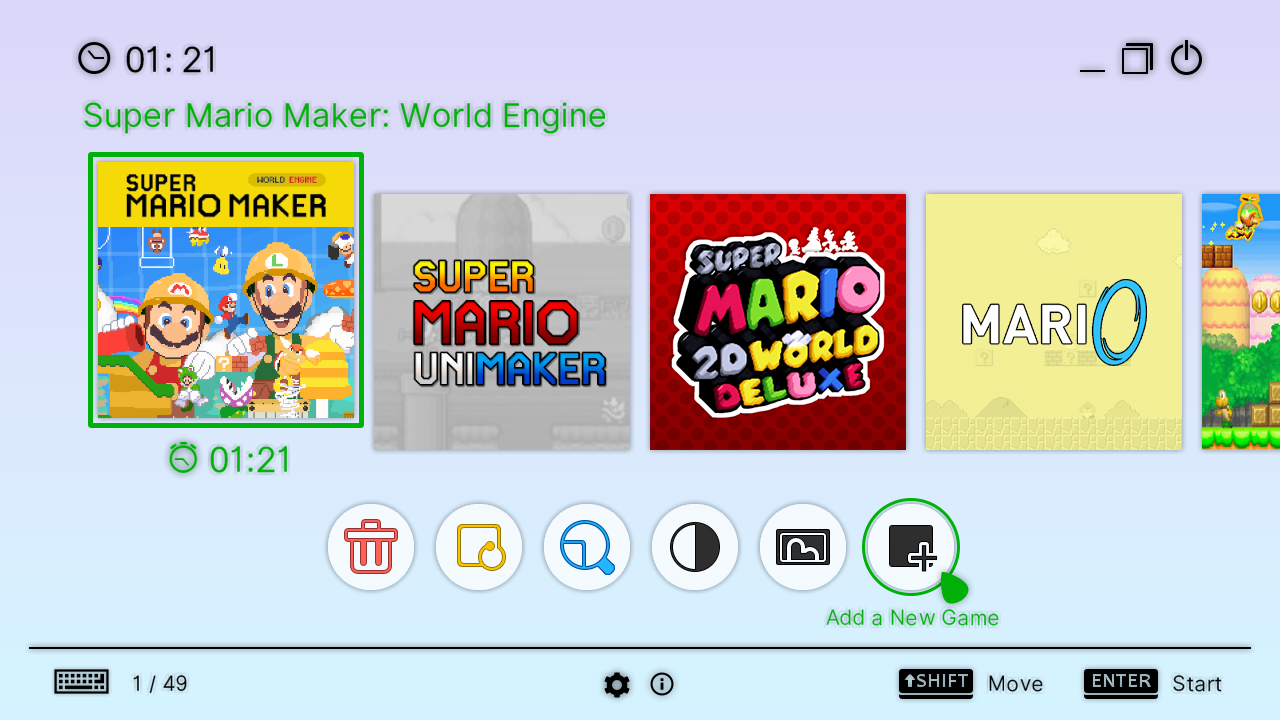 01: 21
Super Mario Maker: World Engine
SUPER
WORLD ENGINE
MARIO MAKER
SUPER
MARIO
UNIMAKER
SUPER
MARIO
2D WORLD
DELUXE
MARIO
01:21
Add a New Game
1 / 49
SHIFT Move
ENTER Start